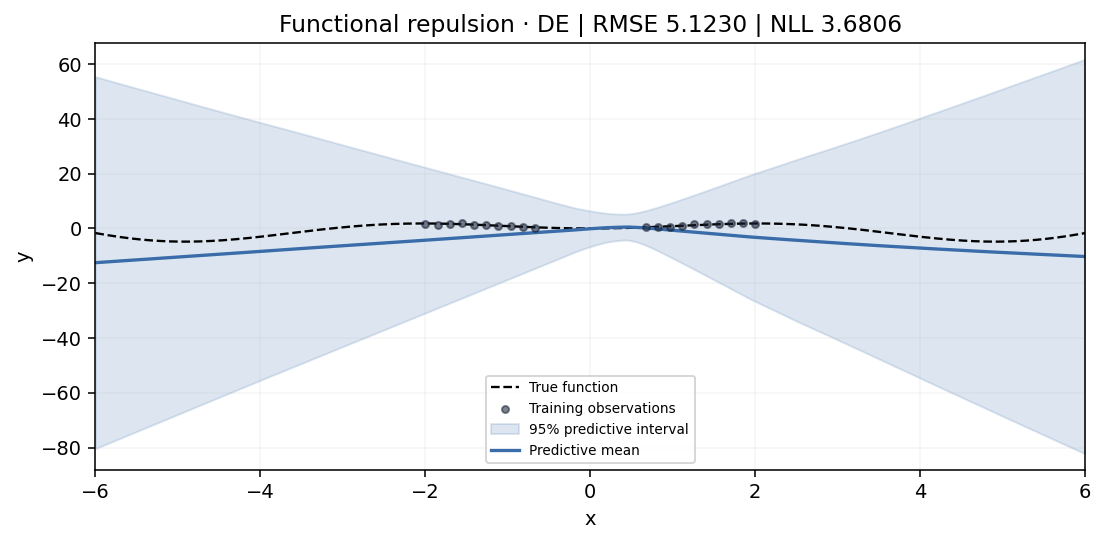 Functional repulsion · DE | RMSE 5.1230 | NLL 3.6806
y
60
40
20
0
−20
−40
−60
−80
True function
Training observations
95% predictive interval
Predictive mean
−6 −4 −2 0 2 4 6
x